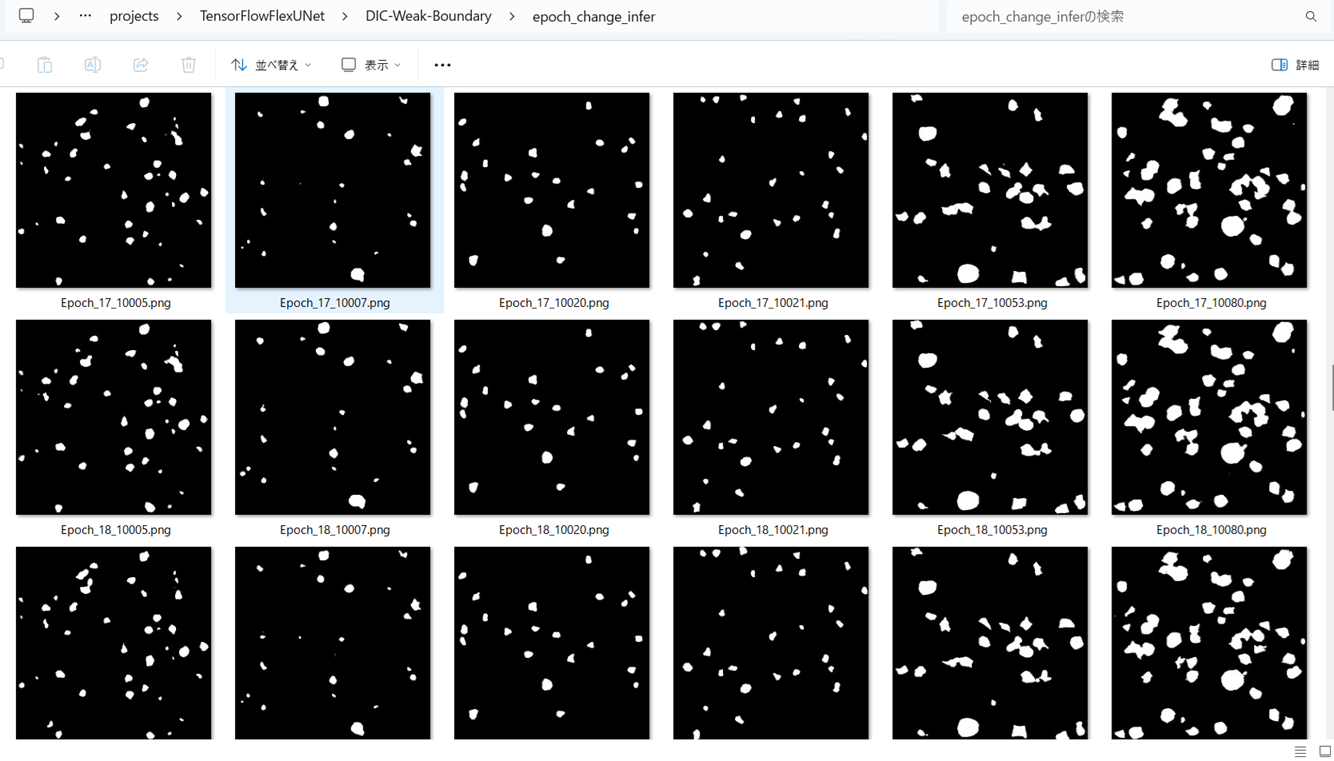 projects > TensorFlowFlexUNet > DIC-Weak-Boundary > epoch_change_infer
epoch_change_inferの検索
並べ替え
表示
詳細
Epoch_17_10005.png
Epoch_17_10007.png
Epoch_17_10020.png
Epoch_17_10021.png
Epoch_17_10053.png
Epoch_17_10080.png
Epoch_18_10005.png
Epoch_18_10007.png
Epoch_18_10020.png
Epoch_18_10021.png
Epoch_18_10053.png
Epoch_18_10080.png